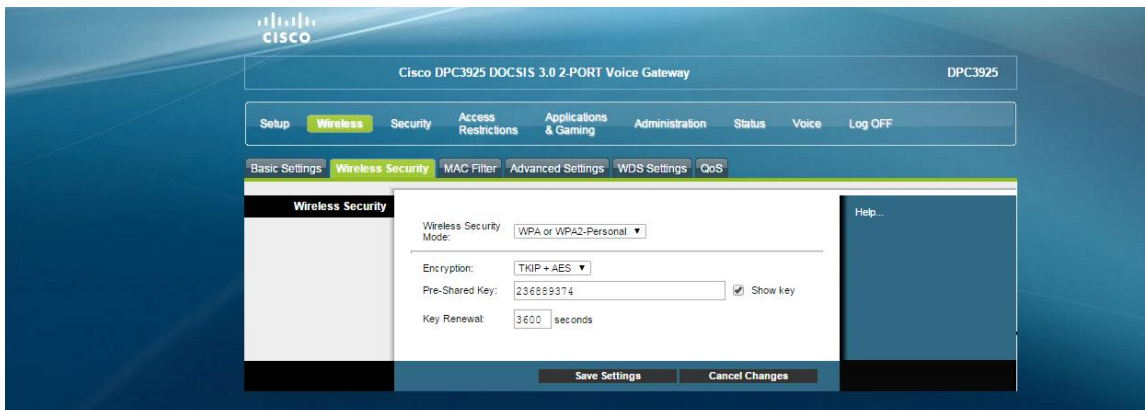 CISCO
Cisco DPC3925 DOCSIS 3.0 2-PORT Voice Gateway DPC3925
Setup Wireless Security Access Restrictions Applications & Gaming Administration Status Voice Log OFF
Basic Settings Wireless Security MAC Filter Advanced Settings WDS Settings QoS
Wireless Security
Help...
Wireless Security Mode: WPA or WPA2-Personal
Encryption: TKIP + AES
Pre-Shared Key: 236889374 Show key
Key Renewal: 3600 seconds
Save Settings Cancel Changes